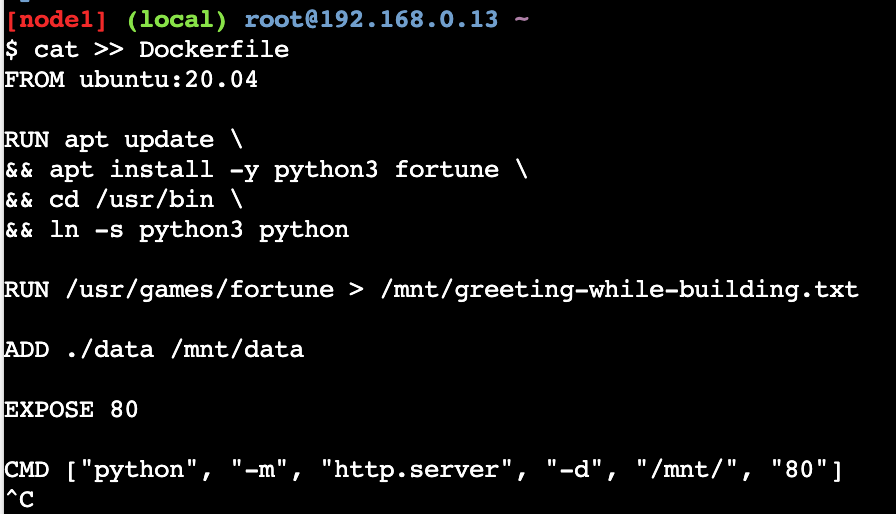 [node1] (local) root@192.168.0.13 ~
$ cat >> Dockerfile
FROM ubuntu:20.04
RUN apt update \
&& apt install -y python3 fortune \
&& cd /usr/bin \
&& ln -s python3 python
RUN /usr/games/fortune > /mnt/greeting-while-building.txt
ADD ./data /mnt/data
EXPOSE 80
CMD ["python", "-m", "http.server", "-d", "/mnt/", "80"]
^C